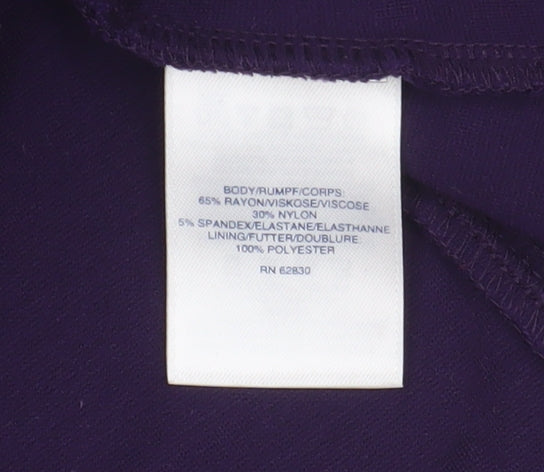 BODY/RUMPF/CORPS:
65% RAYON/VISKOSE/VISCOSE
30% NYLON
5% SPANDEX/ELASTANE/ELASTHANNE
LINING/FUTTER/DOUBLURE:
100% POLYESTER
RN 62830